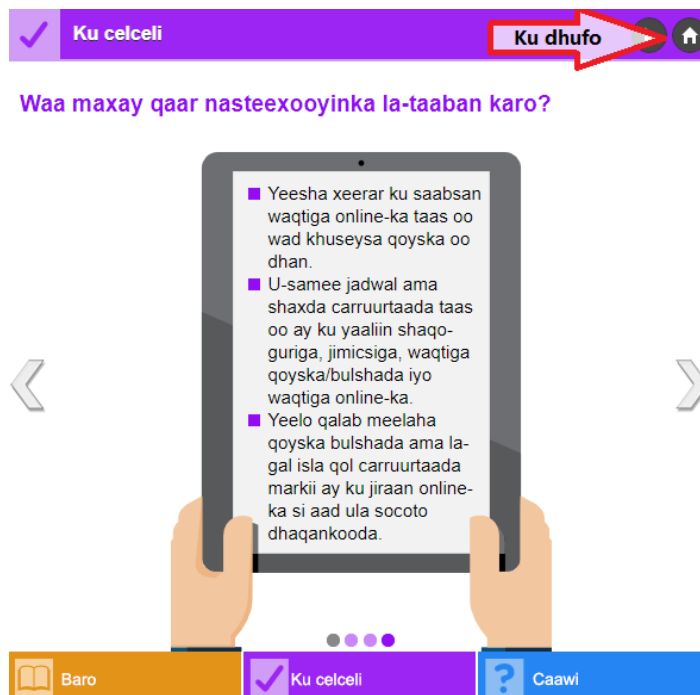 Ku celceli
Ku dhufo
Waa maxay qaar nasteexooyinka la-taaban karo?
Yeesha xeerar ku saabsan
waqtiga online-ka taas oo
wad khuseysa qoyska oo
dhan.
U-samee jadwal ama
shaxda carruurtaada taas
oo ay ku yaaliin shaqo-
guriga, jimicsiga, waqtiga
qoyska/bulshada iyo
waqtiga online-ka.
Yeelo qalab meelaha
qoyska bulshada ama la-
gal isla qol carruurtaada
markii ay ku jiraan online-
ka si aad ula socoto
dhaqankooda.
Baro
Ku celceli
Caawi